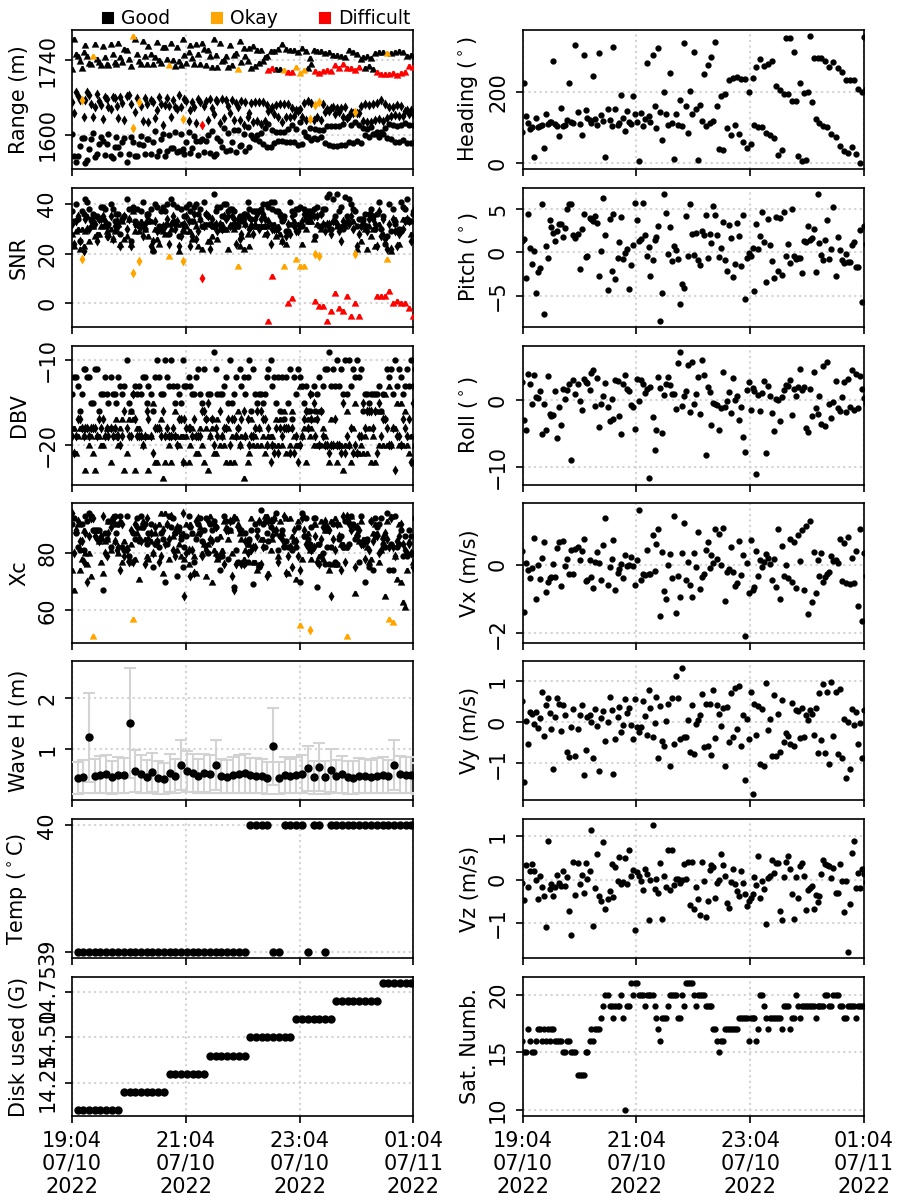 Good Okay Difficult
Range (m)
1740
1600
Heading (°)
200
0
SNR
40
20
0
Pitch (°)
5
0
−5
DBV
−10
−20
Roll (°)
0
−10
Xc
80
60
Vx (m/s)
0
−2
Wave H (m)
2
1
Vy (m/s)
1
0
−1
Temp (°C)
40
39
Vz (m/s)
1
0
−1
Disk used (G)
14.75
14.50
14.25
Sat. Numb.
20
15
10
19:04 21:04 23:04 01:04
07/10 07/10 07/10 07/11
2022 2022 2022 2022
19:04 21:04 23:04 01:04
07/10 07/10 07/10 07/11
2022 2022 2022 2022